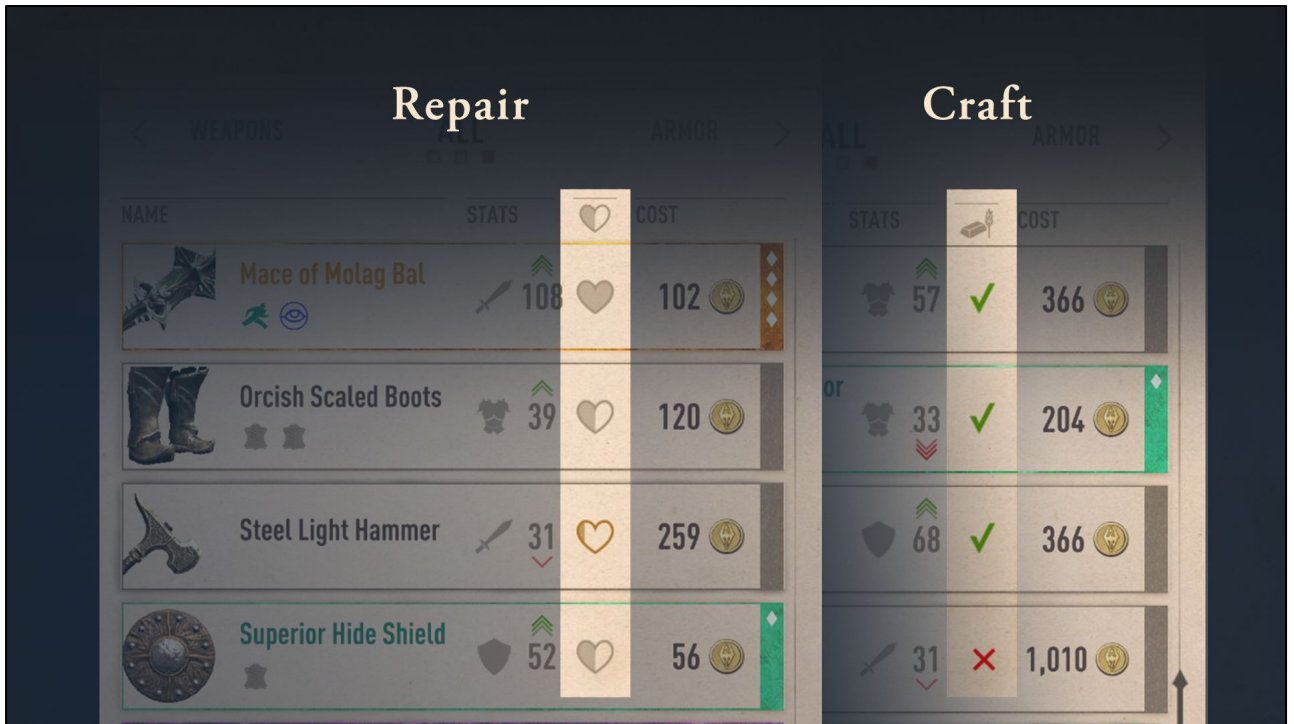 Repair
Craft
WEAPONS
ALL
ARMOR
ALL
ARMOR
NAME
STATS
COST
STATS
COST
Mace of Molag Bal
108
102
57
366
Orcish Scaled Boots
39
120
or
33
204
Steel Light Hammer
31
259
68
366
Superior Hide Shield
52
56
31
1,010